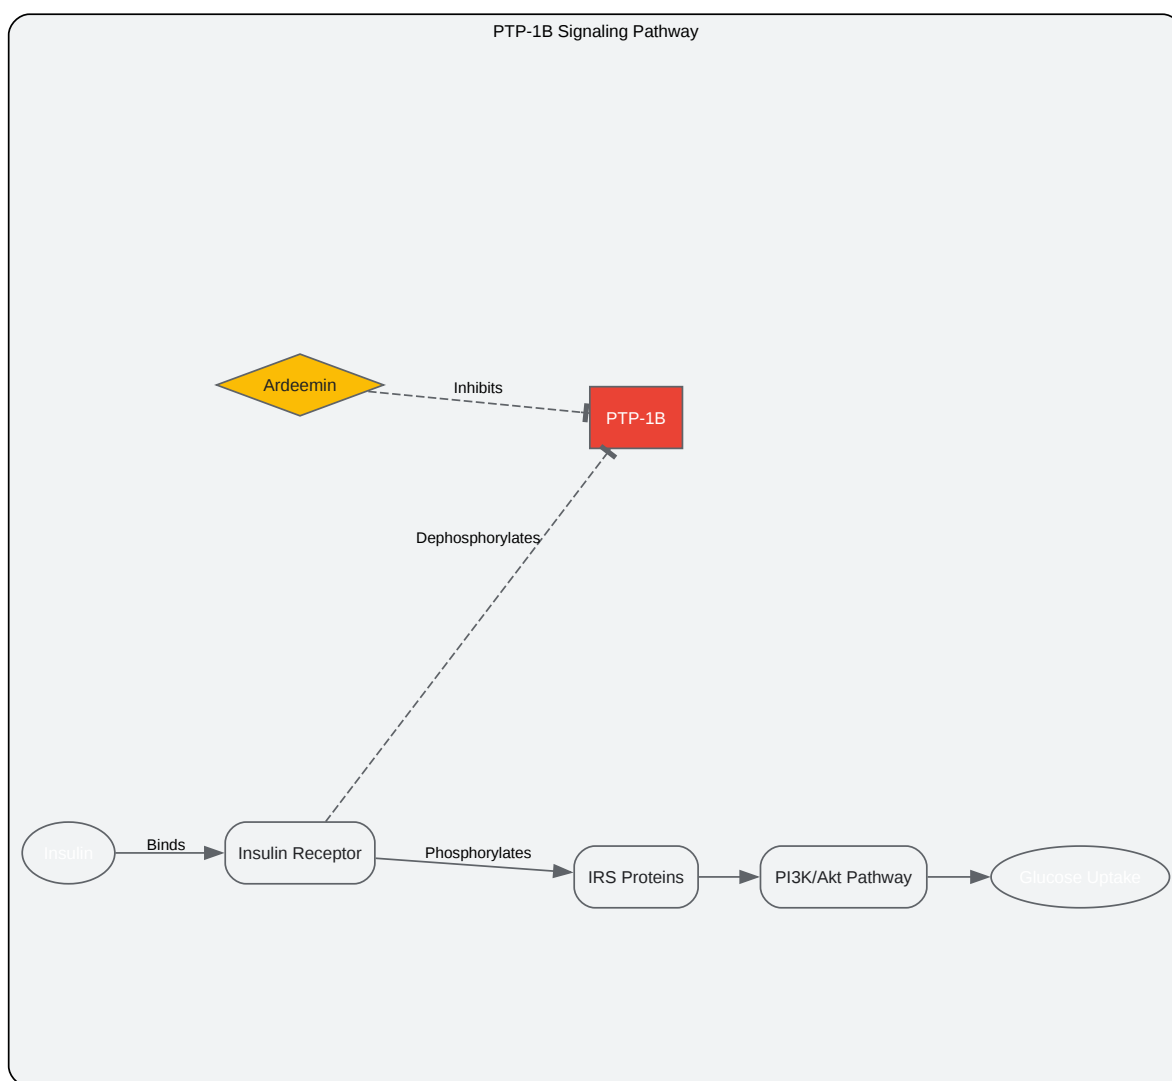 PTP-1B Signaling Pathway
Ardeemin
Inhibits
PTP-1B
Dephosphorylates
Insulin
Binds
Insulin Receptor
Phosphorylates
IRS Proteins
PI3K/Akt Pathway
Glucose Uptake